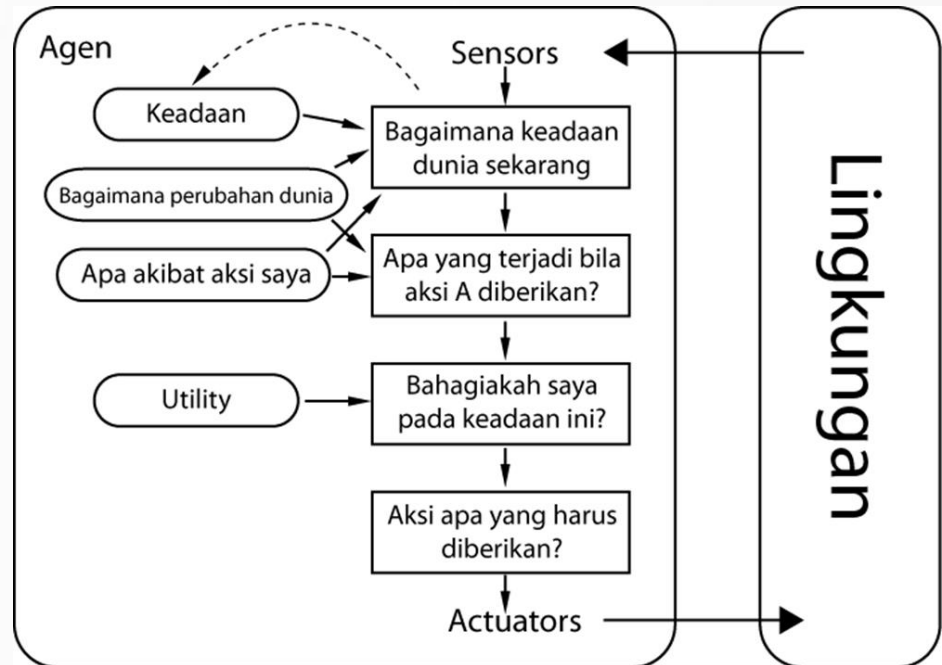 Agen
Sensors
Keadaan
Bagaimana keadaan
dunia sekarang
Bagaimana perubahan dunia
Apa akibat aksi saya
Apa yang terjadi bila
aksi A diberikan?
Utility
Bahagiakah saya
pada keadaan ini?
Aksi apa yang harus
diberikan?
Actuators
Lingkungan